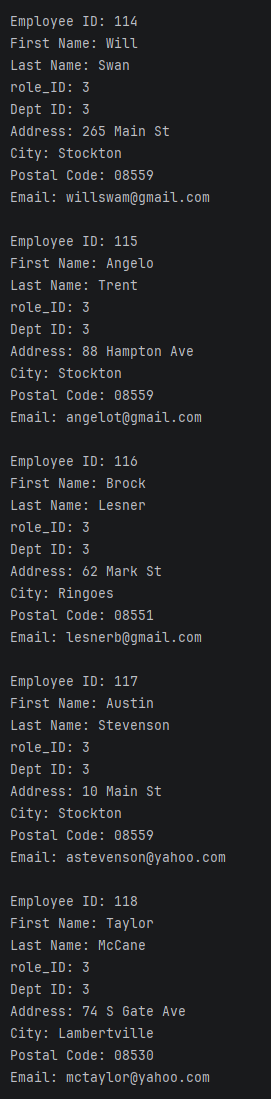 Employee ID: 114
First Name: Will
Last Name: Swan
role_ID: 3
Dept ID: 3
Address: 265 Main St
City: Stockton
Postal Code: 08559
Email: willswam@gmail.com

Employee ID: 115
First Name: Angelo
Last Name: Trent
role_ID: 3
Dept ID: 3
Address: 88 Hampton Ave
City: Stockton
Postal Code: 08559
Email: angelot@gmail.com

Employee ID: 116
First Name: Brock
Last Name: Lesner
role_ID: 3
Dept ID: 3
Address: 62 Mark St
City: Ringoes
Postal Code: 08551
Email: lesnerb@gmail.com

Employee ID: 117
First Name: Austin
Last Name: Stevenson
role_ID: 3
Dept ID: 3
Address: 10 Main St
City: Stockton
Postal Code: 08559
Email: astevenson@yahoo.com

Employee ID: 118
First Name: Taylor
Last Name: McCane
role_ID: 3
Dept ID: 3
Address: 74 S Gate Ave
City: Lambertville
Postal Code: 08530
Email: mctaylor@yahoo.com